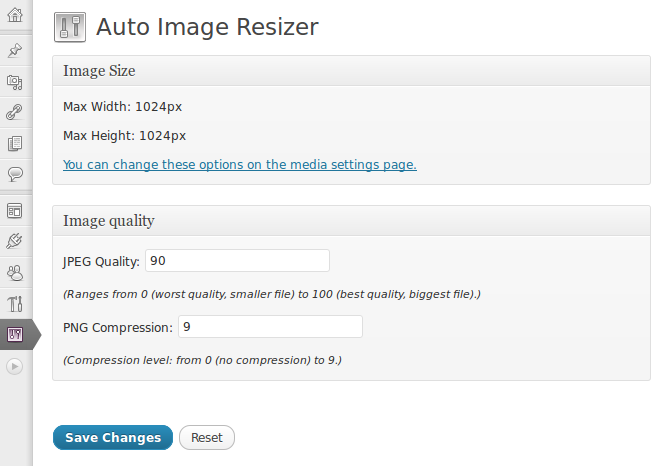 Auto Image Resizer
Image Size
Max Width: 1024px
Max Height: 1024px
You can change these options on the media settings page.
Image quality
JPEG Quality: 90
(Ranges from 0 (worst quality, smaller file) to 100 (best quality, biggest file).)
PNG Compression: 9
(Compression level: from 0 (no compression) to 9.)
Save Changes Reset